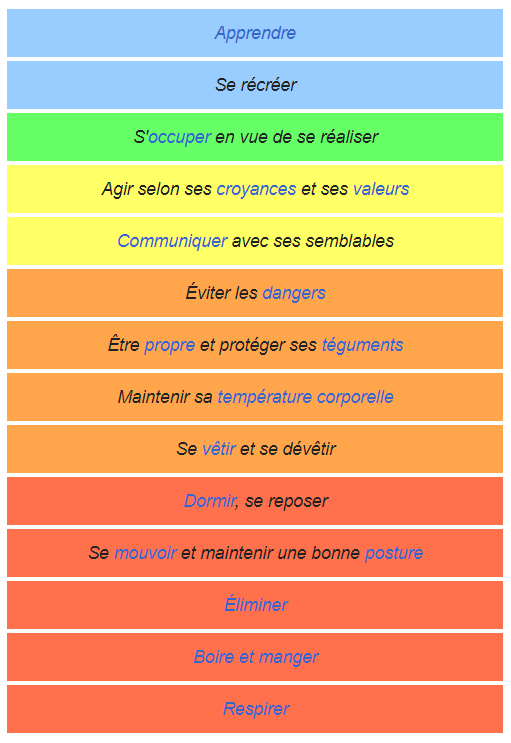 Apprendre
Se récréer
S'occuper en vue de se réaliser
Agir selon ses croyances et ses valeurs
Communiquer avec ses semblables
Éviter les dangers
Être propre et protéger ses téguments
Maintenir sa température corporelle
Se vêtir et se dévêtir
Dormir, se reposer
Se mouvoir et maintenir une bonne posture
Éliminer
Boire et manger
Respirer